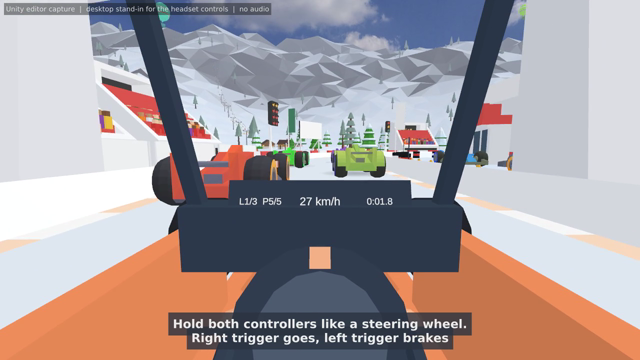 Unity editor capture | desktop stand-in for the headset controls | no audio
L1/3 P5/5 27 km/h 0:01.8
Hold both controllers like a steering wheel.
Right trigger goes, left trigger brakes